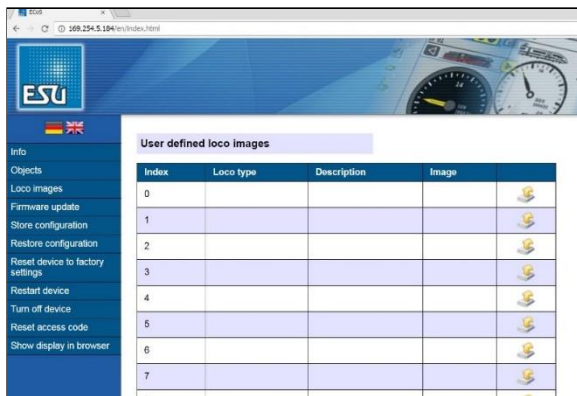 ECoS
169.254.5.184/en/index.html
ESU
Info
Objects
Loco images
Firmware update
Store configuration
Restore configuration
Reset device to factory
settings
Restart device
Turn off device
Reset access code
Show display in browser
User defined loco images
Index Loco type Description Image
0
1
2
3
4
5
6
7